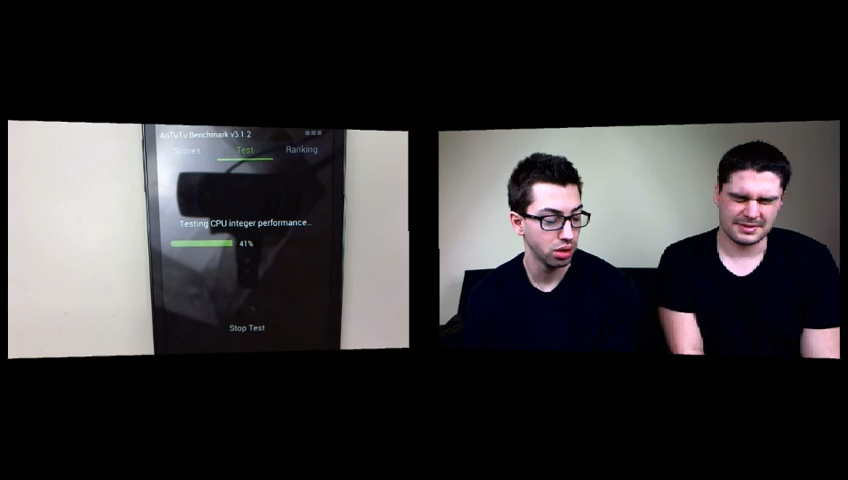 AnTuTu Benchmark v3.1.2
Scores Test Ranking
Testing CPU integer performance...
41%
Stop Test